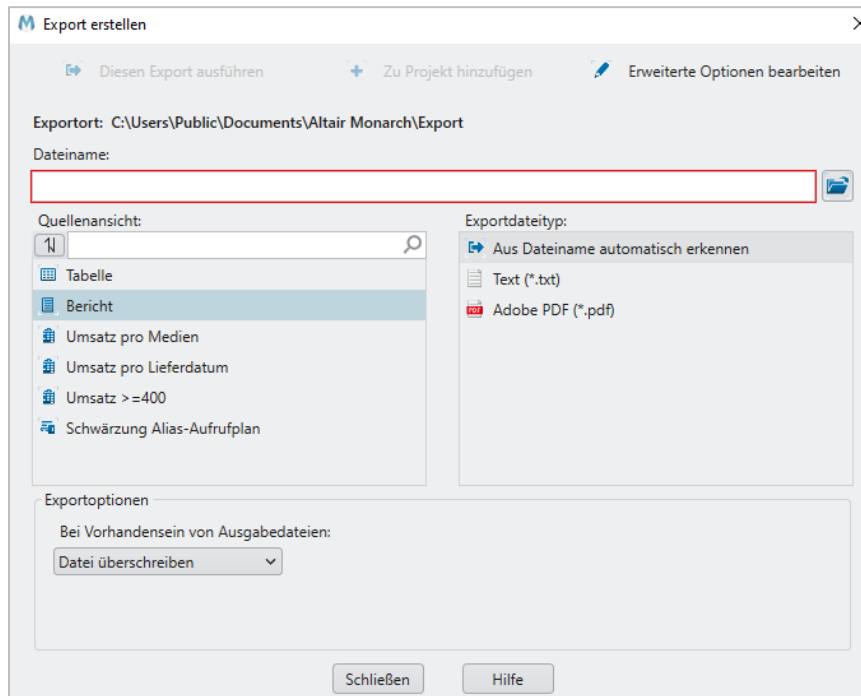 Export erstellen
Diesen Export ausführen
Zu Projekt hinzufügen
Erweiterte Optionen bearbeiten
Exportort: C:\Users\Public\Documents\Altair Monarch\Export
Dateiname:
Quellenansicht:
Tabelle
Bericht
Umsatz pro Medien
Umsatz pro Lieferdatum
Umsatz >=400
Schwärzung Alias-Aufrufplan
Exportdateityp:
Aus Dateiname automatisch erkennen
Text (*.txt)
PDF Adobe PDF (*.pdf)
Exportoptionen
Bei Vorhandensein von Ausgabedateien:
Datei überschreiben
Schließen
Hilfe